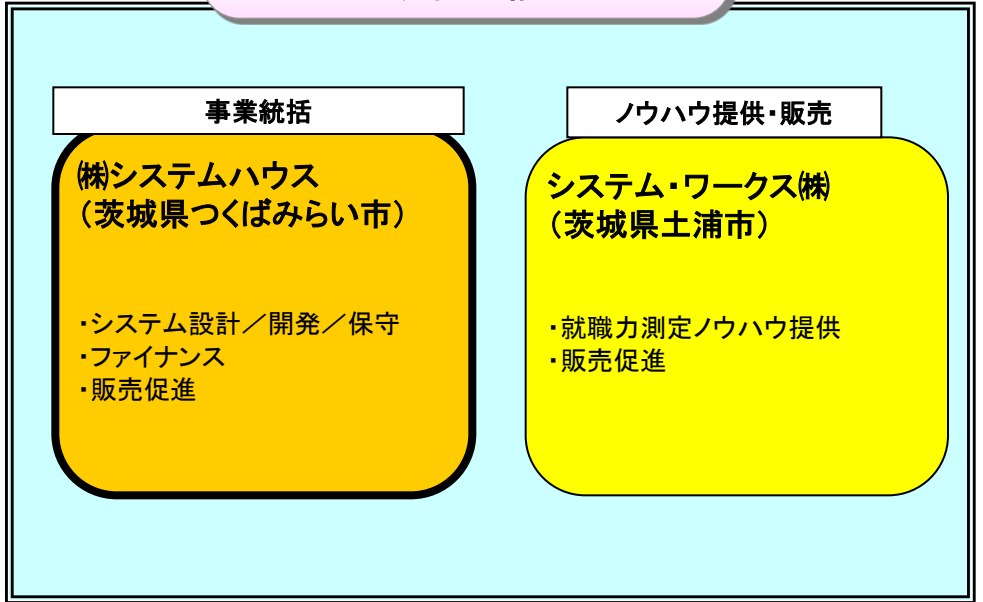 事業統括
㈱システムハウス
（茨城県つくばみらい市）
・システム設計／開発／保守
・ファイナンス
・販売促進
ノウハウ提供・販売
システム・ワークス㈱
（茨城県土浦市）
・就職力測定ノウハウ提供
・販売促進